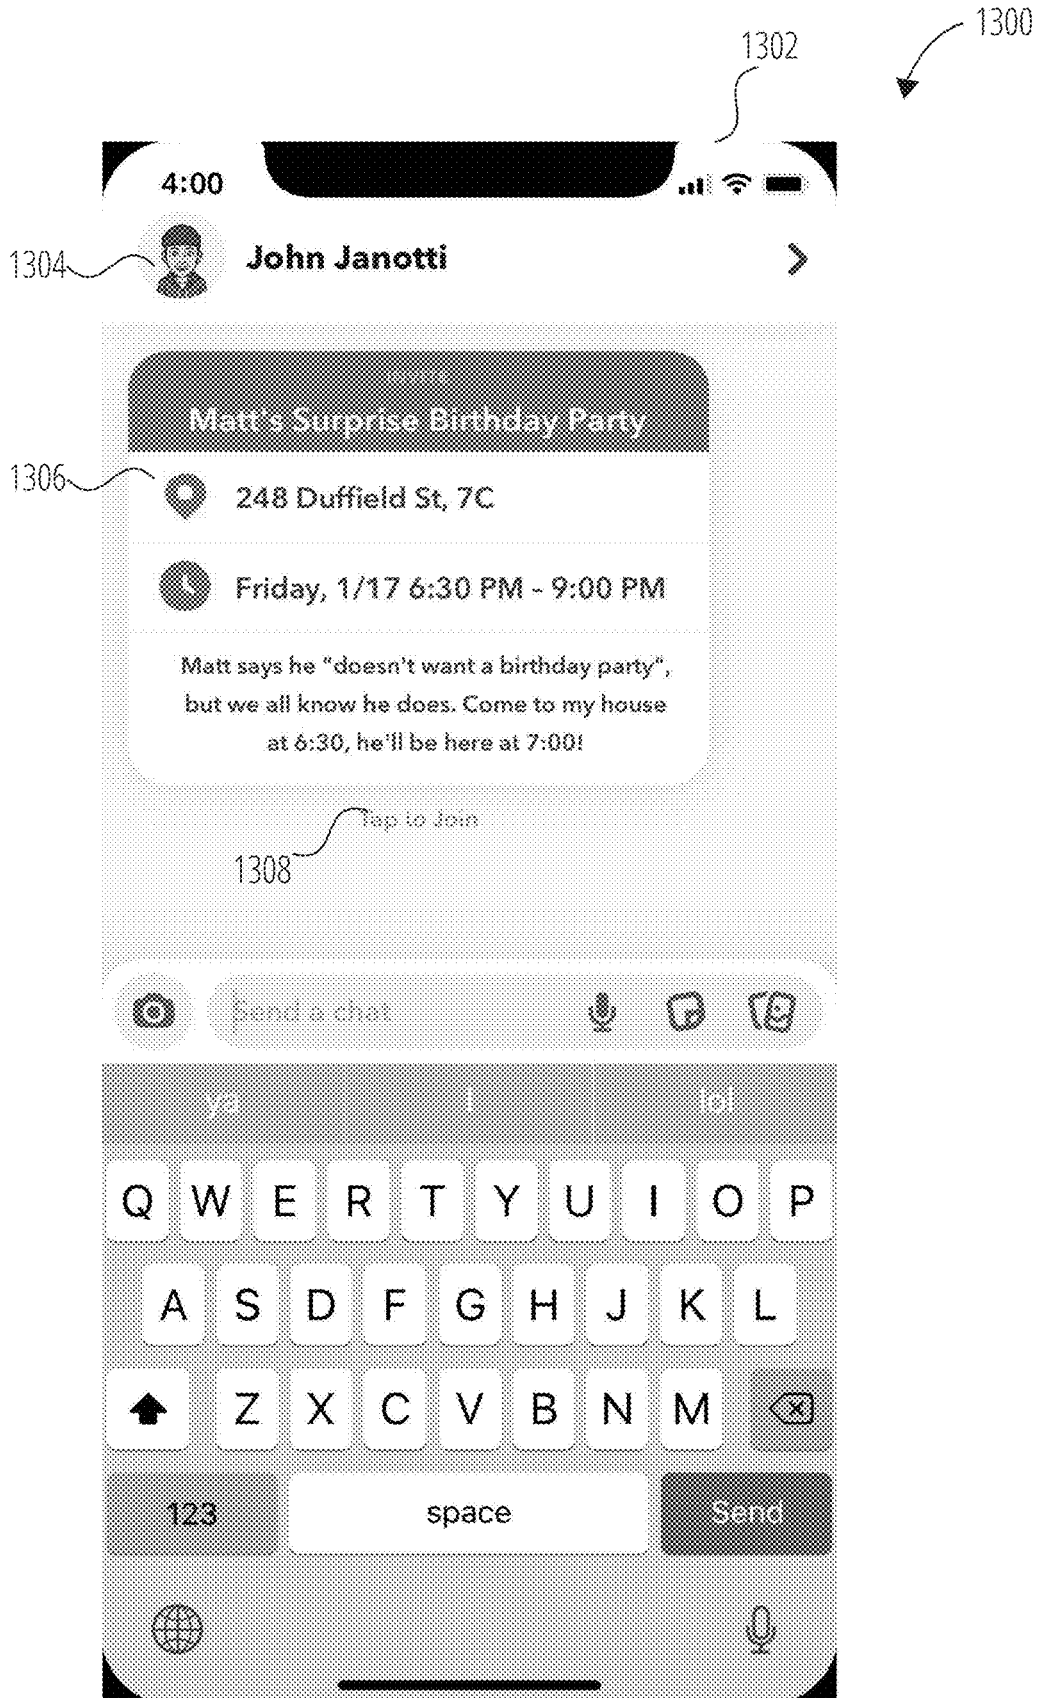 1300
1302
4:00
1304
John Janotti
Matt's Surprise Birthday Party
1306
248 Duffield St, 7C
Friday, 1/17 6:30 PM - 9:00 PM
Matt says he "doesn't want a birthday party",
but we all know he does. Come to my house
at 6:30, he'll be here at 7:00!
Tap to Join
1308
Send a chat
ya I lol
Q W E R T Y U I O P
A S D F G H J K L
Z X C V B N M
123 space Send